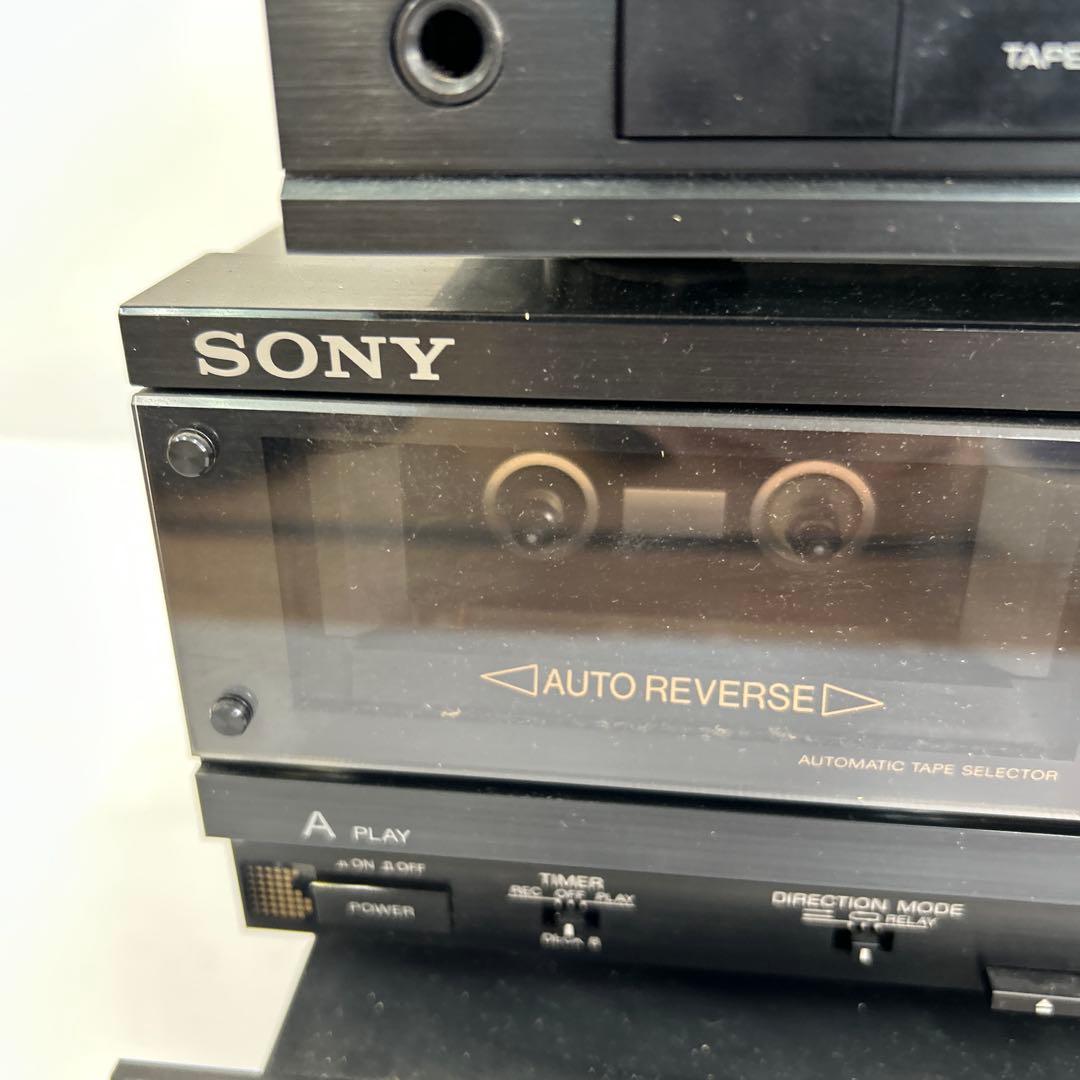 TAPE
SONY
AUTO REVERSE
AUTOMATIC TAPE SELECTOR
A PLAY
ON OFF
POWER
TIMER
REC OFF PLAY
DIRECTION MODE
RELAY